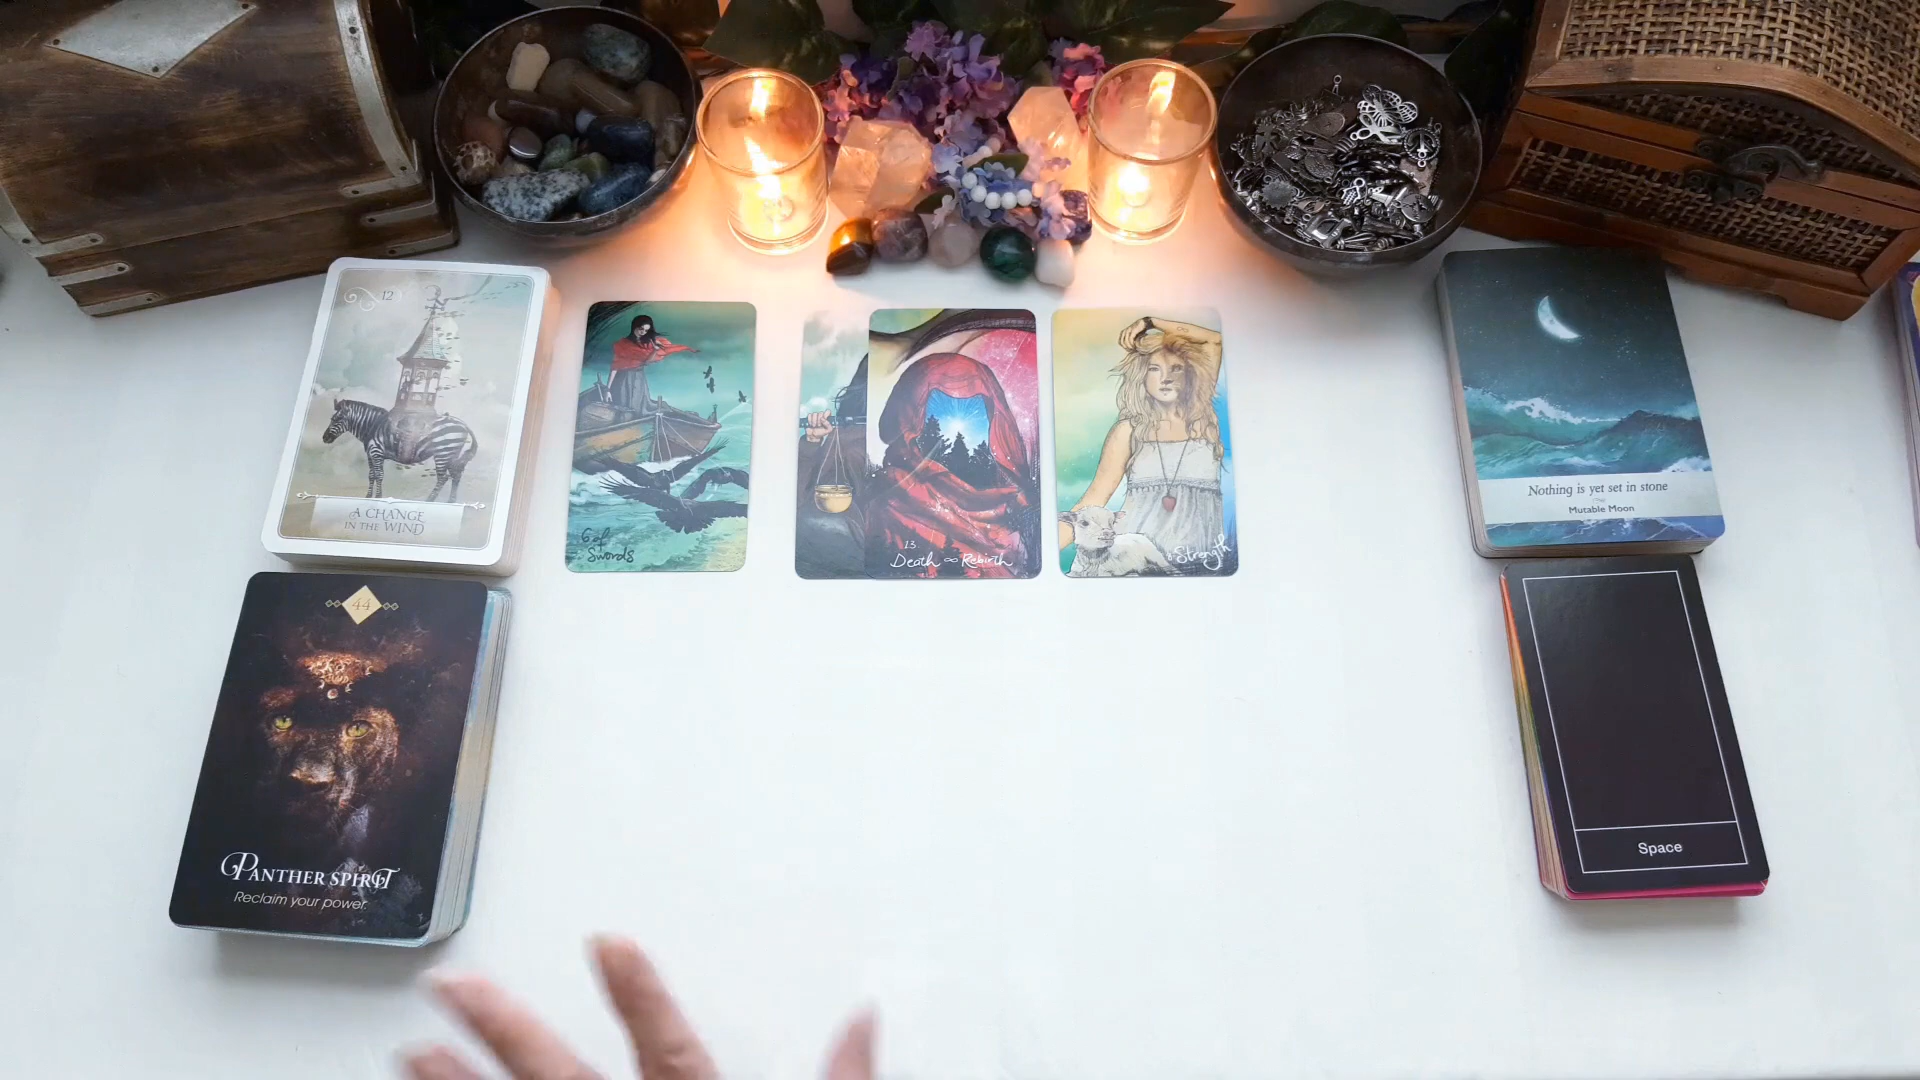 12
A CHANGE
IN THE WIND
6 of
Swords
13
Death ∞ Rebirth
8. Strength
Nothing is yet set in stone
Mutable Moon
44
PANTHER SPIRIT
Reclaim your power.
Space